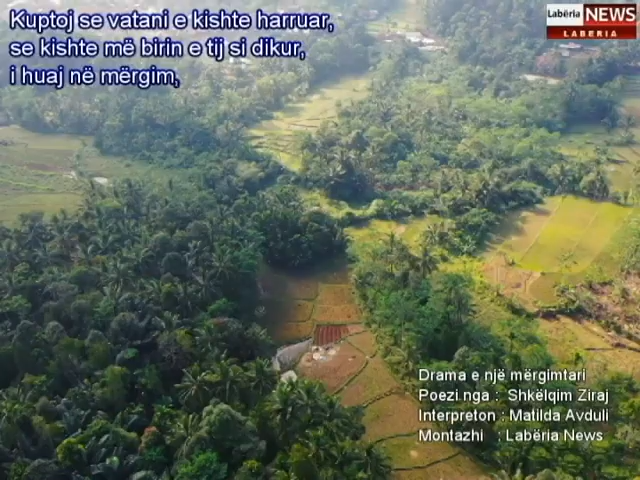 Kuptoj se vatani e kishte harruar,
se kishte më birin e tij si dikur,
i huaj në mërgim,
Labëria NEWS
LABERIA
Drama e një mërgimtari
Poezi nga : Shkëlqim Ziraj
Interpreton : Matilda Avduli
Montazhi : Labëria News